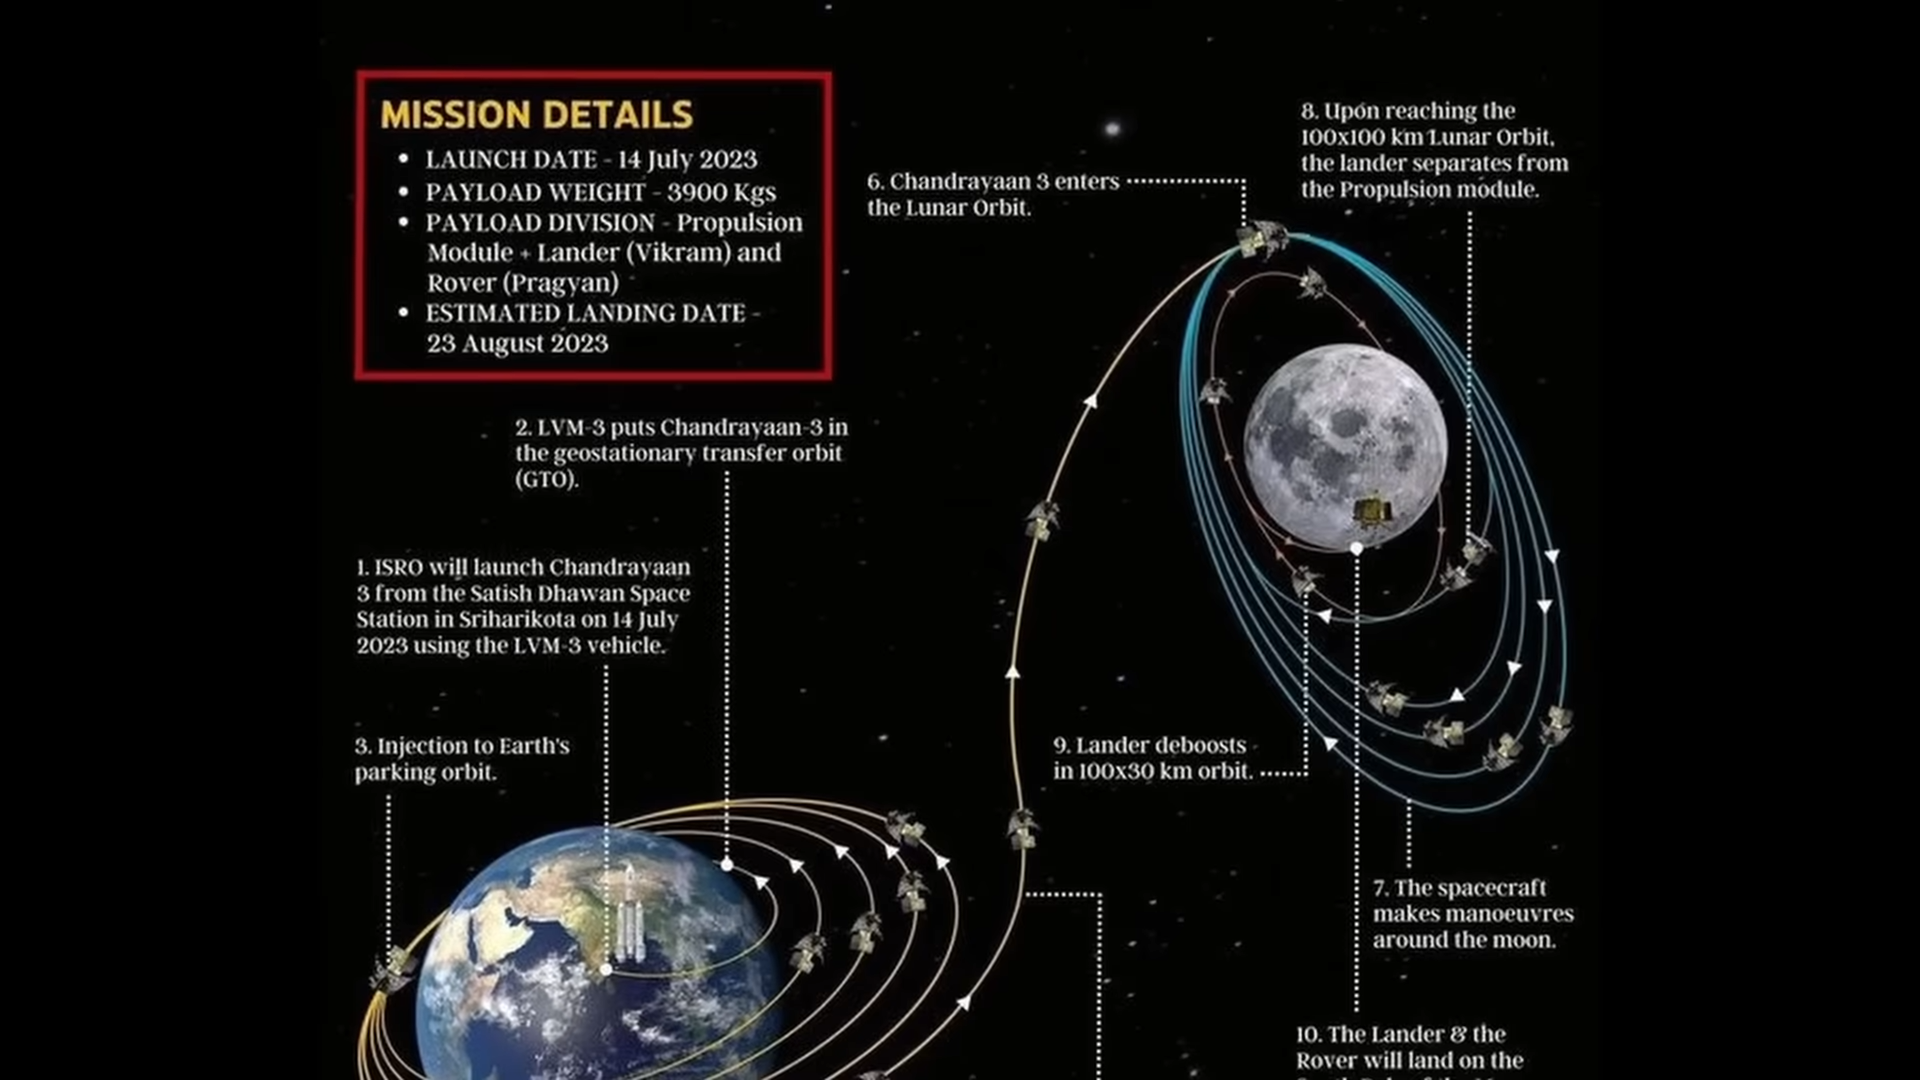 MISSION DETAILS
• LAUNCH DATE - 14 July 2023
• PAYLOAD WEIGHT - 3900 Kgs
• PAYLOAD DIVISION - Propulsion
Module + Lander (Vikram) and
Rover (Pragyan)
• ESTIMATED LANDING DATE -
23 August 2023
2. LVM-3 puts Chandrayaan-3 in
the geostationary transfer orbit
(GTO).
1. ISRO will launch Chandrayaan
3 from the Satish Dhawan Space
Station in Sriharikota on 14 July
2023 using the LVM-3 vehicle.
3. Injection to Earth's
parking orbit.
6. Chandrayaan 3 enters
the Lunar Orbit.
8. Upon reaching the
100x100 km Lunar Orbit,
the lander separates from
the Propulsion module.
9. Lander deboosts
in 100x30 km orbit.
7. The spacecraft
makes manoeuvres
around the moon.
10. The Lander & the
Rover will land on the